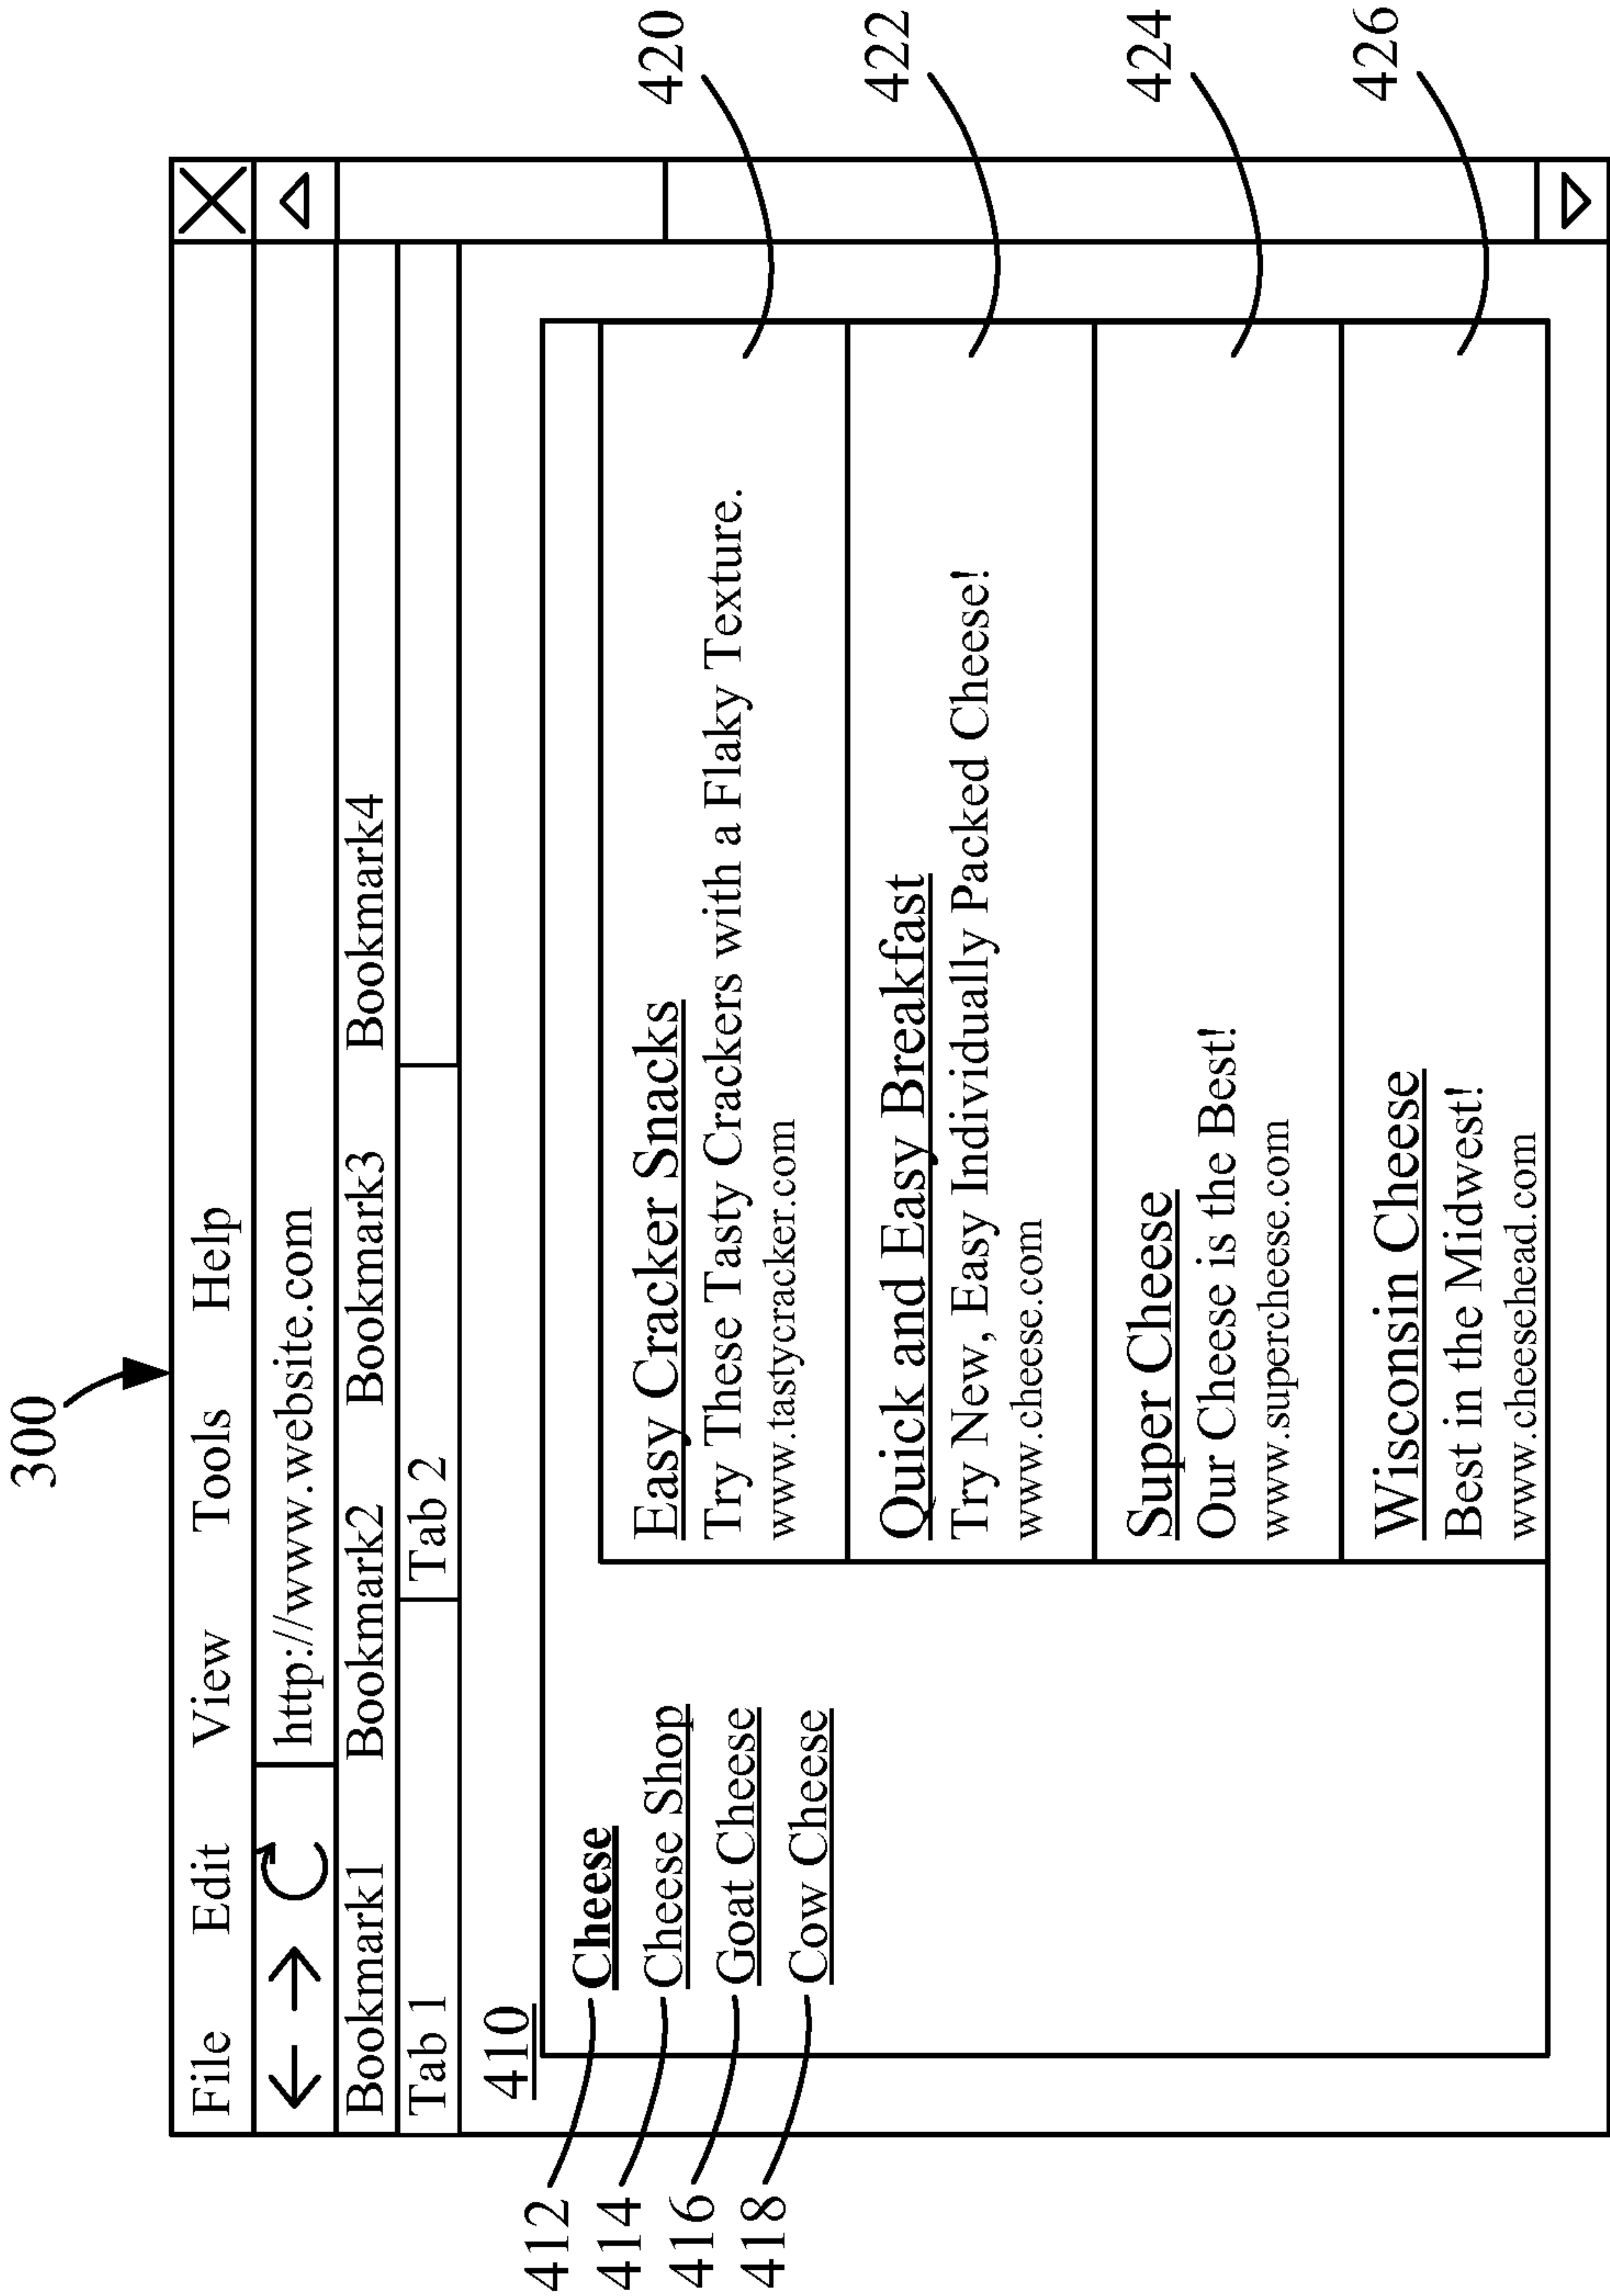 300
File Edit View Tools Help
http://www.website.com
Bookmark1 Bookmark2 Bookmark3 Bookmark4
Tab 1 Tab 2
410
412 Cheese
414 Cheese Shop
416 Goat Cheese
418 Cow Cheese
Easy Cracker Snacks 420
Try These Tasty Crackers with a Flaky Texture.
www.tastycracker.com
Quick and Easy Breakfast 422
Try New, Easy Individually Packed Cheese!
www.cheese.com
Super Cheese 424
Our Cheese is the Best!
www.supercheese.com
Wisconsin Cheese 426
Best in the Midwest!
www.cheesehead.com